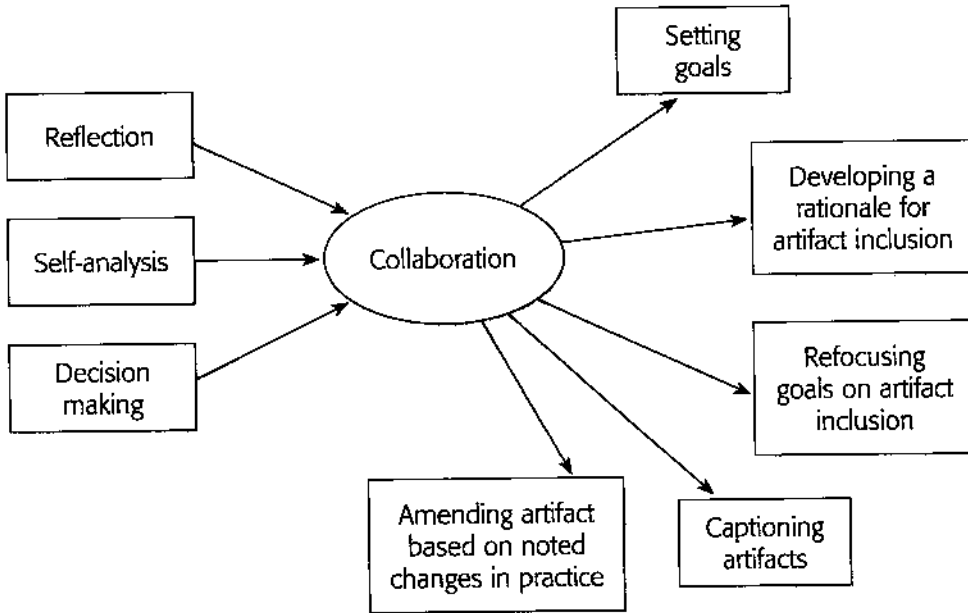 Setting
goals
Reflection
Developing a
rationale for
artifact inclusion
Self-analysis
Collaboration
Decision
making
Refocusing
goals on artifact
inclusion
Amending artifact
based on noted
changes in practice
Captioning
artifacts